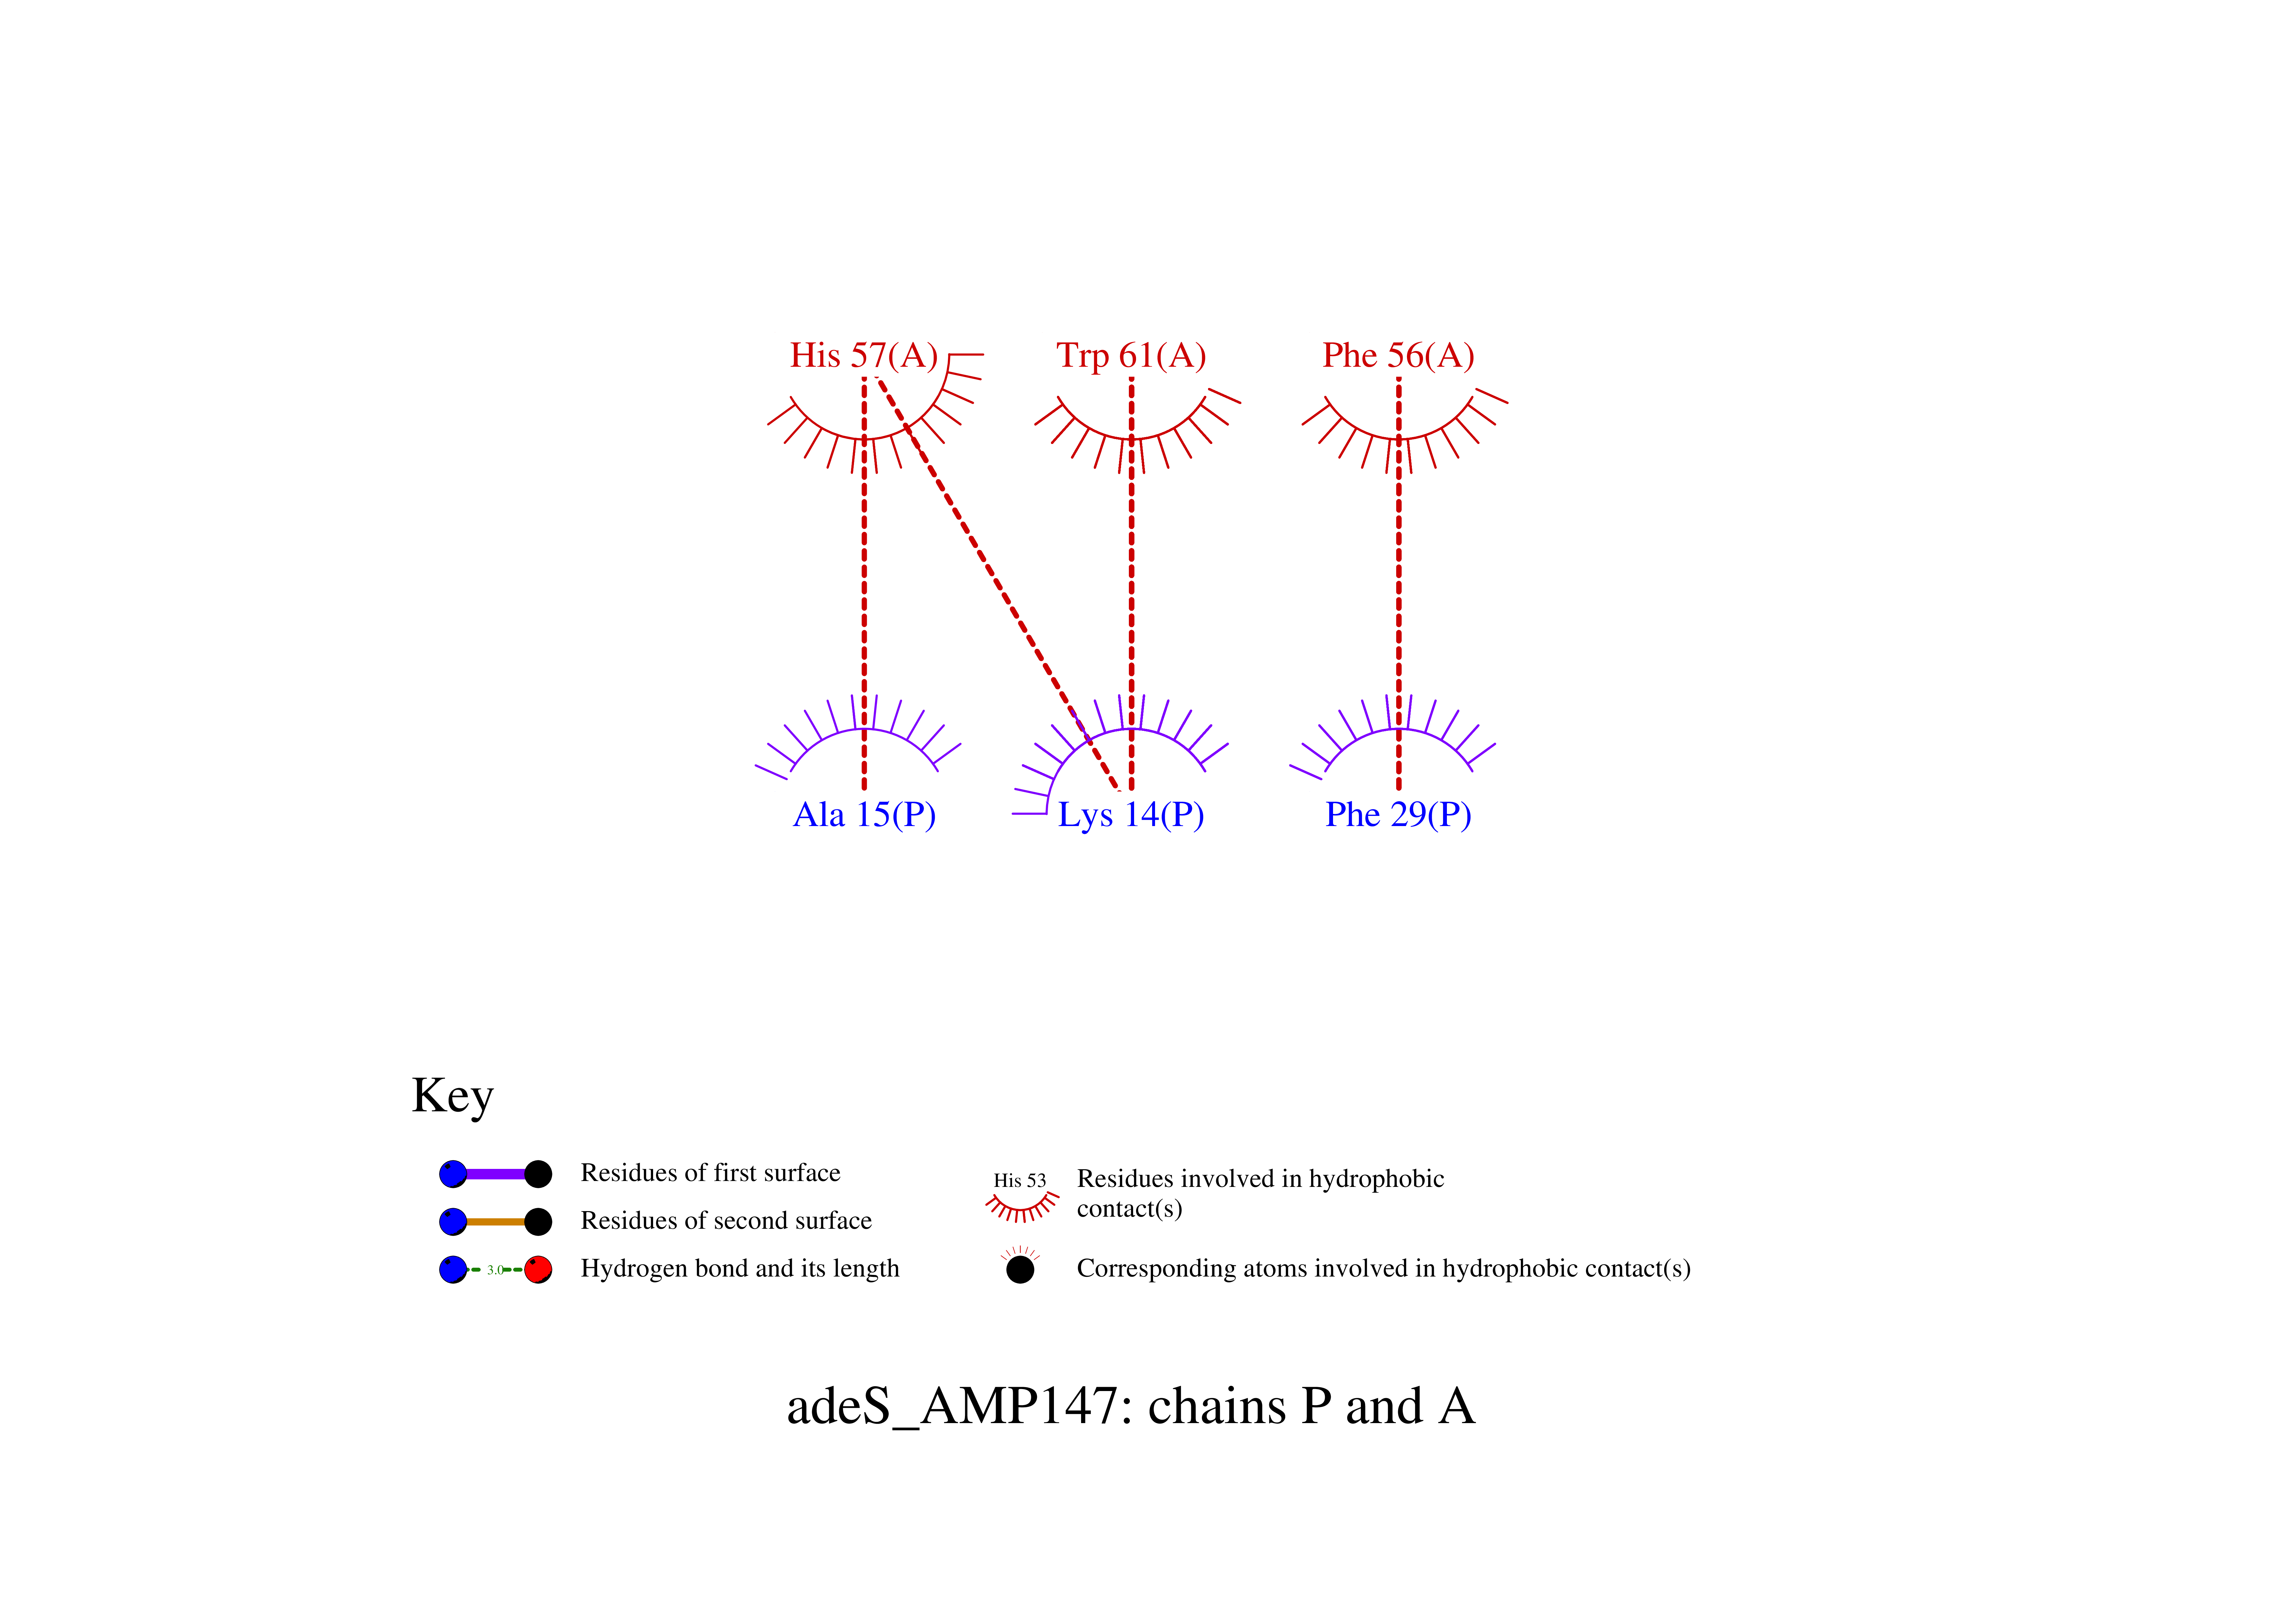 His 57(A) Trp 61(A) Phe 56(A)
Ala 15(P) Lys 14(P) Phe 29(P)
Key
Residues of first surface
Residues of second surface
3.0 Hydrogen bond and its length
His 53 Residues involved in hydrophobic
contact(s)
Corresponding atoms involved in hydrophobic contact(s)
adeS_AMP147: chains P and A